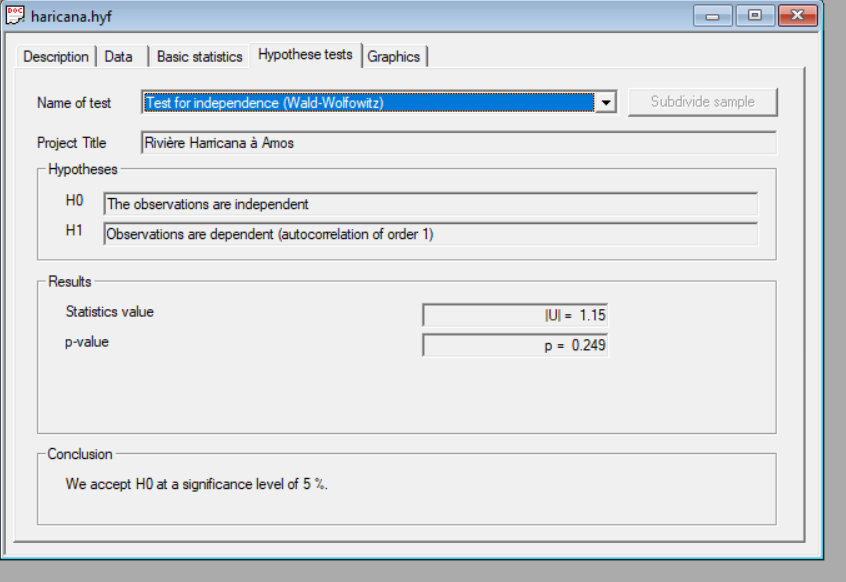 DOC
haricana.hyf
Description Data Basic statistics Hypothese tests Graphics
Name of test Test for independence (Wald-Wolfowitz) Subdivide sample
Project Title Rivière Harricana à Amos
Hypotheses
H0 The observations are independent
H1 Observations are dependent (autocorrelation of order 1)
Results
Statistics value |U| = 1.15
p-value p = 0.249
Conclusion
We accept H0 at a significance level of 5 %.